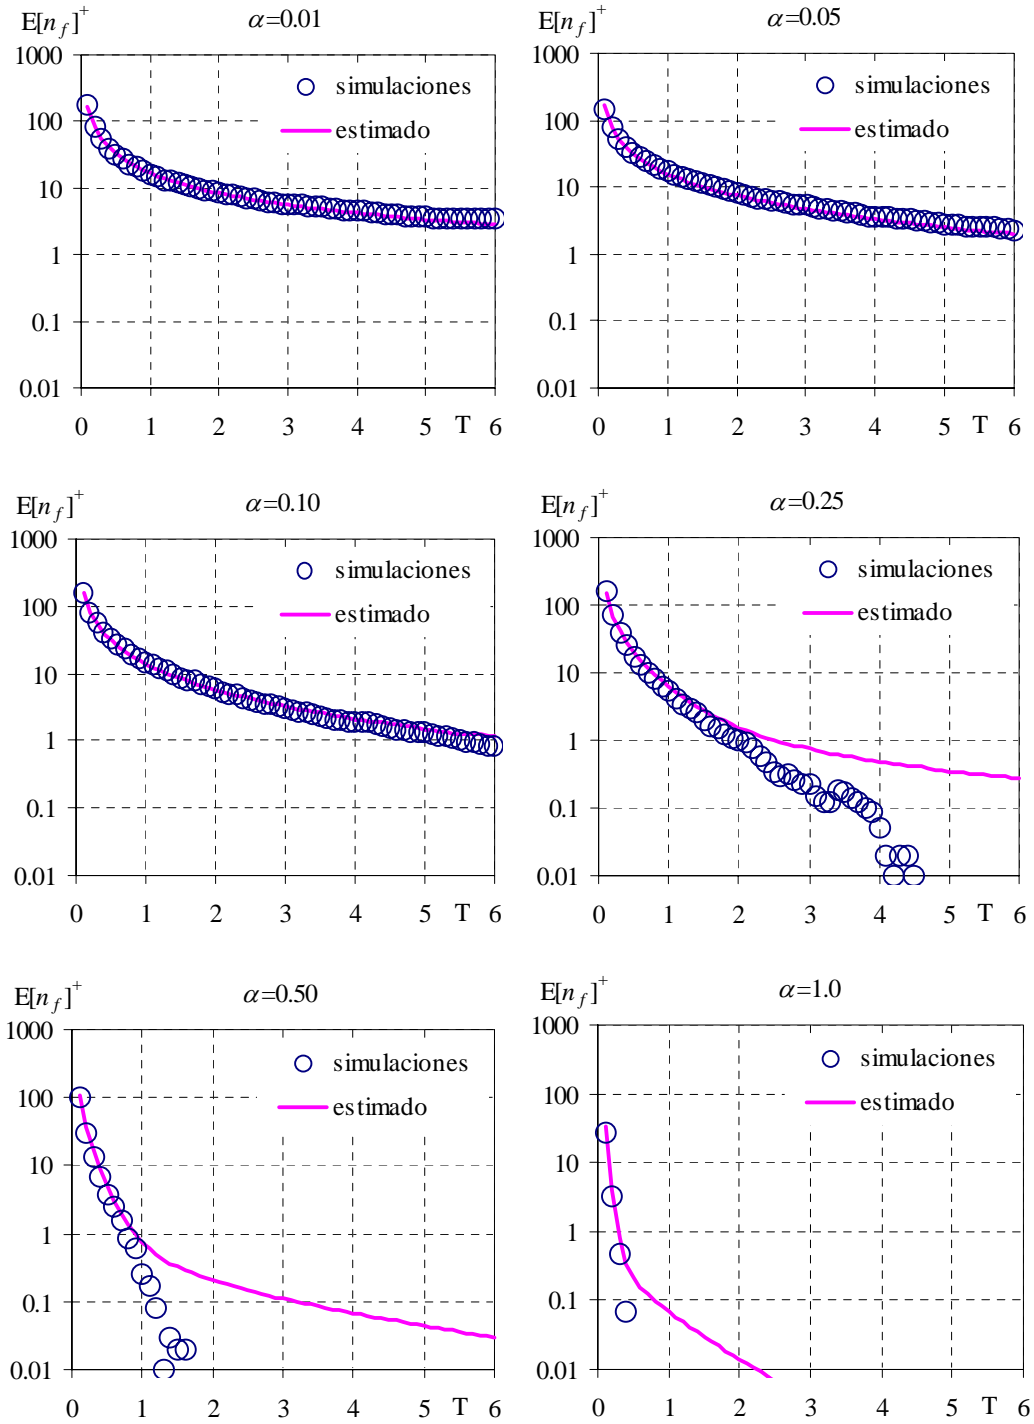 E[n_f]^+ α=0.01
1000
simulaciones
100
estimado
10
1
0.1
0.01
0 1 2 3 4 5 T 6
E[n_f]^+ α=0.05
1000
simulaciones
100
estimado
10
1
0.1
0.01
0 1 2 3 4 5 T 6
E[n_f]^+ α=0.10
1000
simulaciones
100
estimado
10
1
0.1
0.01
0 1 2 3 4 5 T 6
E[n_f]^+ α=0.25
1000
simulaciones
100
estimado
10
1
0.1
0.01
0 1 2 3 4 5 T 6
E[n_f]^+ α=0.50
1000
simulaciones
100
estimado
10
1
0.1
0.01
0 1 2 3 4 5 T 6
E[n_f]^+ α=1.0
1000
simulaciones
100
estimado
10
1
0.1
0.01
0 1 2 3 4 5 T 6